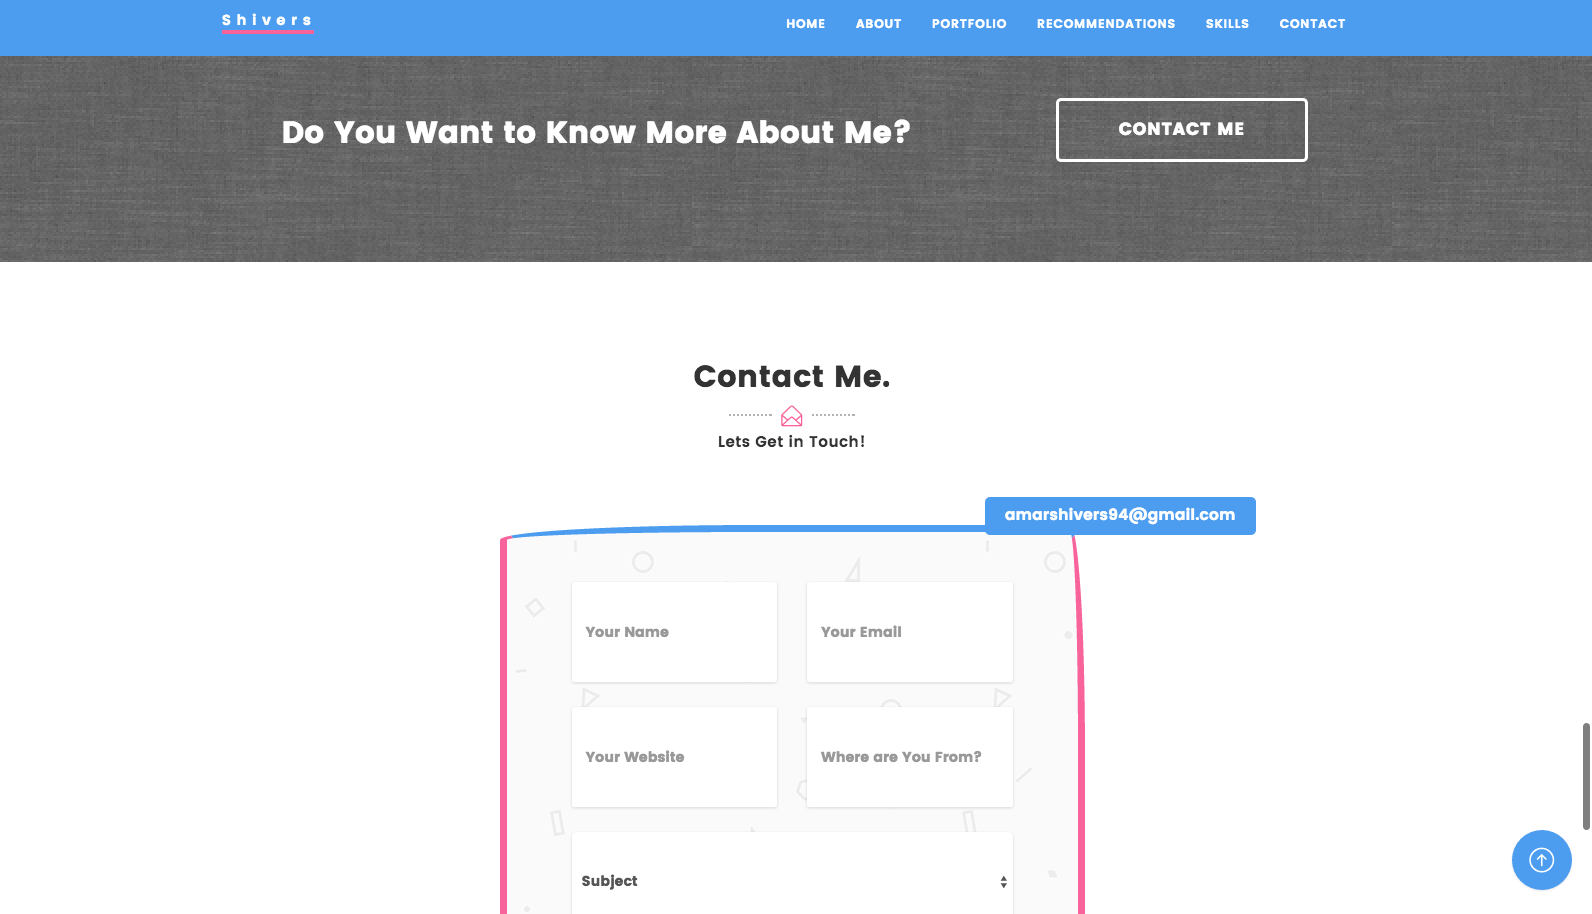 Shivers
HOME ABOUT PORTFOLIO RECOMMENDATIONS SKILLS CONTACT
Do You Want to Know More About Me?
CONTACT ME
Contact Me.
Lets Get in Touch!
amarshivers94@gmail.com
Your Name
Your Email
Your Website
Where are You From?
Subject